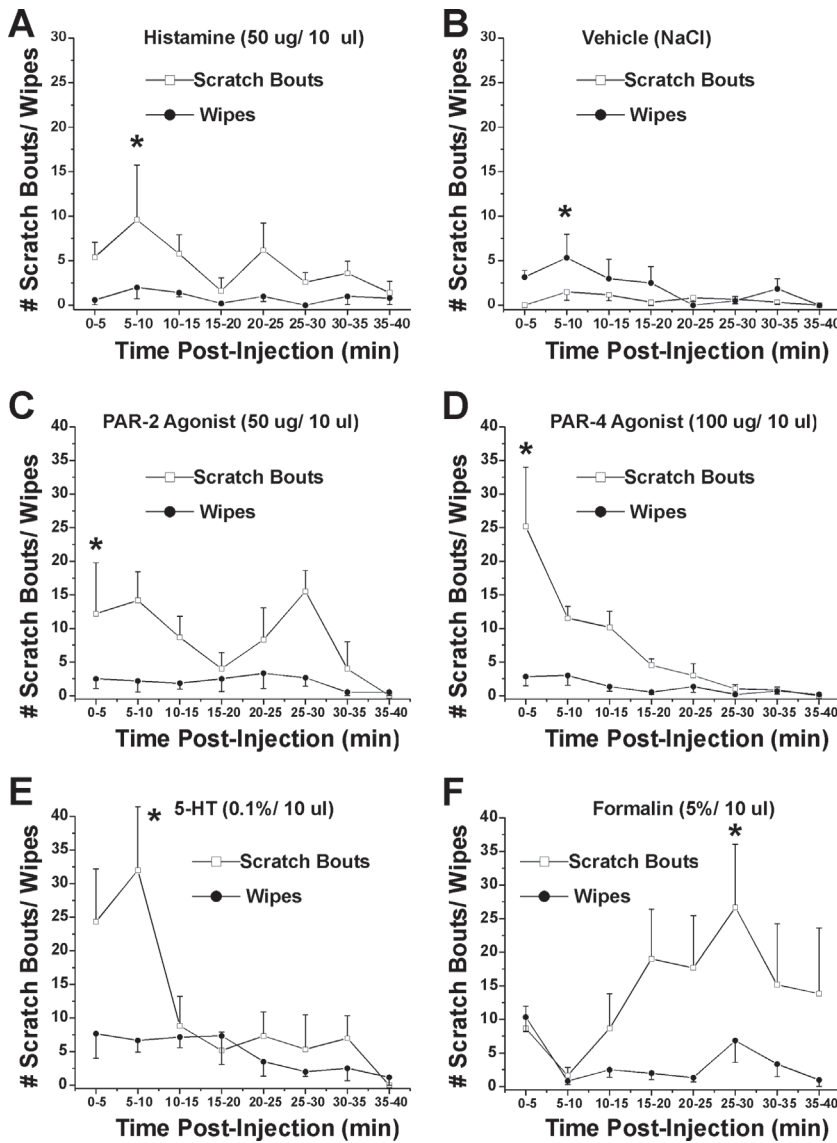 A
Histamine (50 ug/ 10 ul)
# Scratch Bouts/ Wipes
30
25
20
15
10
5
0
Scratch Bouts
Wipes
*
0-5 5-10 10-15 15-20 20-25 25-30 30-35 35-40
Time Post-Injection (min)
B
Vehicle (NaCl)
# Scratch Bouts/ Wipes
30
25
20
15
10
5
0
Scratch Bouts
Wipes
*
0-5 5-10 10-15 15-20 20-25 25-30 30-35 35-40
Time Post-Injection (min)
C
PAR-2 Agonist (50 ug/ 10 ul)
# Scratch Bouts/ Wipes
40
35
30
25
20
15
10
5
0
Scratch Bouts
Wipes
*
0-5 5-10 10-15 15-20 20-25 25-30 30-35 35-40
Time Post-Injection (min)
D
PAR-4 Agonist (100 ug/ 10 ul)
# Scratch Bouts/ Wipes
40
35
30
25
20
15
10
5
0
*
Scratch Bouts
Wipes
0-5 5-10 10-15 15-20 20-25 25-30 30-35 35-40
Time Post-Injection (min)
E
5-HT (0.1%/ 10 ul)
# Scratch Bouts/ Wipes
40
35
30
25
20
15
10
5
0
*
Scratch Bouts
Wipes
0-5 5-10 10-15 15-20 20-25 25-30 30-35 35-40
Time Post-Injection (min)
F
Formalin (5%/ 10 ul)
# Scratch Bouts/ Wipes
40
35
30
25
20
15
10
5
0
*
Scratch Bouts
Wipes
0-5 5-10 10-15 15-20 20-25 25-30 30-35 35-40
Time Post-Injection (min)